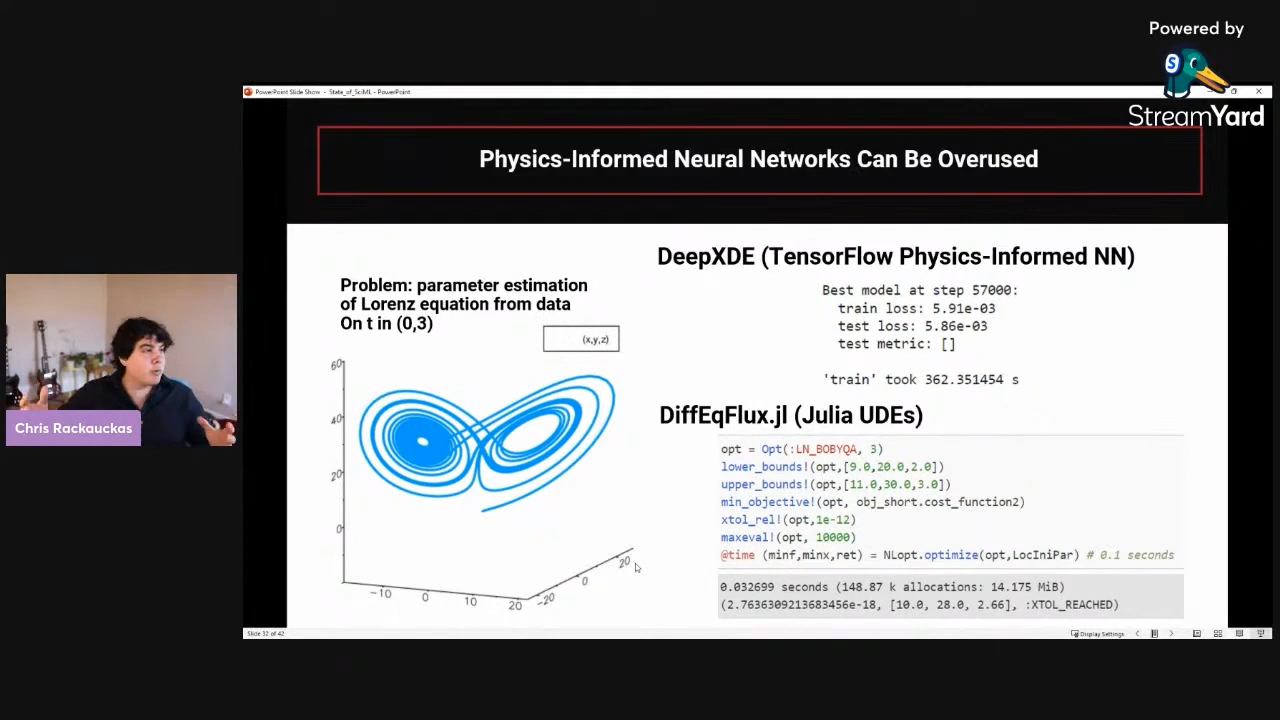 Powered by
S
StreamYard
PowerPoint Slide Show - State_of_SciML - PowerPoint
Physics-Informed Neural Networks Can Be Overused
Problem: parameter estimation
of Lorenz equation from data
On t in (0,3)
(x,y,z)
60
40
20
0
-10
0
10
20
-20
0
20
DeepXDE (TensorFlow Physics-Informed NN)
Best model at step 57000:
train loss: 5.91e-03
test loss: 5.86e-03
test metric: []
'train' took 362.351454 s
DiffEqFlux.jl (Julia UDEs)
opt = Opt(:LN_BOBYQA, 3)
lower_bounds!(opt,[9.0,20.0,2.0])
upper_bounds!(opt,[11.0,30.0,3.0])
min_objective!(opt, obj_short.cost_function2)
xtol_rel!(opt,1e-12)
maxeval!(opt, 10000)
@time (minf,minx,ret) = NLopt.optimize(opt,LocIniPar) # 0.1 seconds
0.032699 seconds (148.87 k allocations: 14.175 MiB)
(2.7636309213683456e-18, [10.0, 28.0, 2.66], :XTOL_REACHED)
Chris Rackauckas
Slide 32 of 42
Display Settings